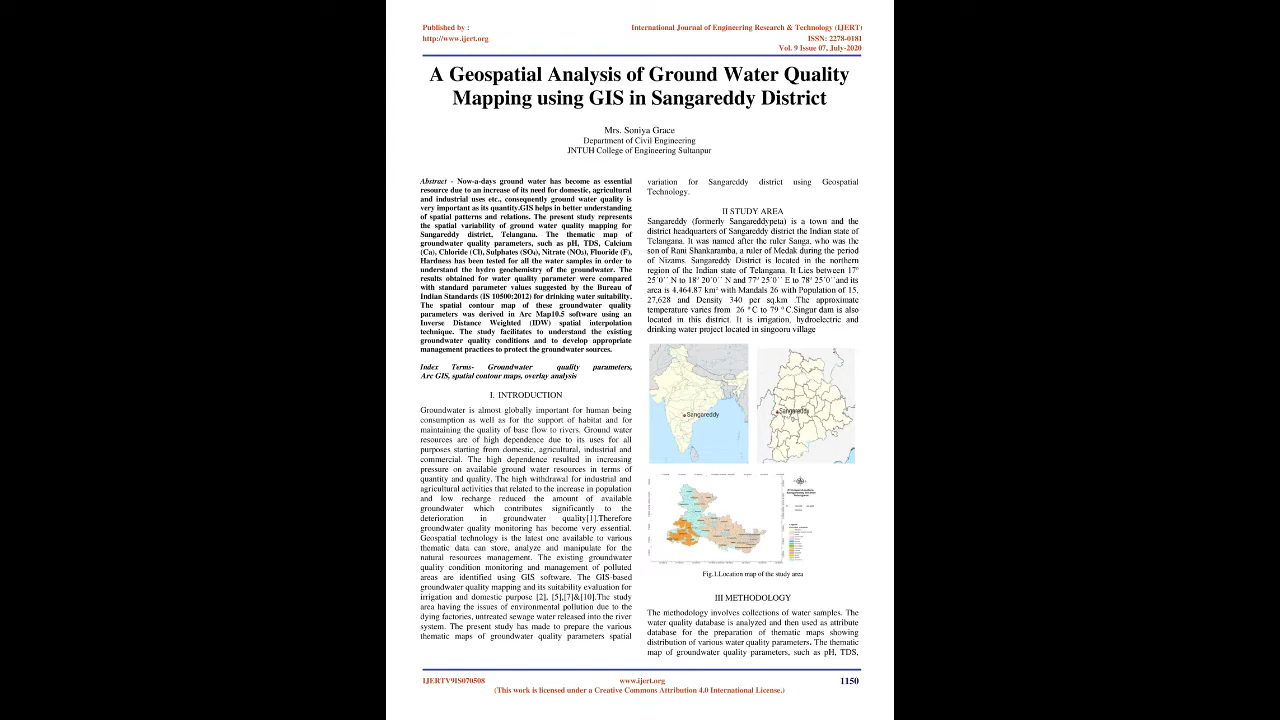 Published by :
http://www.ijert.org
International Journal of Engineering Research & Technology (IJERT)
ISSN: 2278-0181
Vol. 9 Issue 07, July-2020
A Geospatial Analysis of Ground Water Quality
Mapping using GIS in Sangareddy District
Mrs. Soniya Grace
Department of Civil Engineering
JNTUH College of Engineering Sultanpur
Abstract - Now-a-days ground water has become as essential
resource due to an increase of its need for domestic, agricultural
and industrial uses etc., consequently ground water quality is
very important as its quantity.GIS helps in better understanding
of spatial patterns and relations. The present study represents
the spatial variability of ground water quality mapping for
Sangareddy district, Telangana. The thematic map of
groundwater quality parameters, such as pH, TDS, Calcium
(Ca), Chloride (Cl), Sulphates (SO₄), Nitrate (NO₃), Fluoride (F),
Hardness has been tested for all the water samples in order to
understand the hydro geochemistry of the groundwater. The
results obtained for water quality parameter were compared
with standard parameter values suggested by the Bureau of
Indian Standards (IS 10500:2012) for drinking water suitability.
The spatial contour map of these groundwater quality
parameters was derived in Arc Map10.5 software using an
Inverse Distance Weighted (IDW) spatial interpolation
technique. The study facilitates to understand the existing
groundwater quality conditions and to develop appropriate
management practices to protect the groundwater sources.
Index Terms- Groundwater quality parameters,
Arc GIS, spatial contour maps, overlay analysis
I. INTRODUCTION
Groundwater is almost globally important for human being
consumption as well as for the support of habitat and for
maintaining the quality of base flow to rivers. Ground water
resources are of high dependence due to its uses for all
purposes starting from domestic, agricultural, industrial and
commercial. The high dependence resulted in increasing
pressure on available ground water resources in terms of
quantity and quality. The high withdrawal for industrial and
agricultural activities that related to the increase in population
and low recharge reduced the amount of available
groundwater which contributes significantly to the
deterioration in groundwater quality[1].Therefore
groundwater quality monitoring has become very essential.
Geospatial technology is the latest one available to various
thematic data can store, analyze and manipulate for the
natural resources management. The existing groundwater
quality condition monitoring and management of polluted
areas are identified using GIS software. The GIS-based
groundwater quality mapping and its suitability evaluation for
irrigation and domestic purpose [2], [5],[7]&[10].The study
area having the issues of environmental pollution due to the
dying factories, untreated sewage water released into the river
system. The present study has made to prepare the various
thematic maps of groundwater quality parameters spatial
variation for Sangareddy district using Geospatial
Technology.
II STUDY AREA
Sangareddy (formerly Sangareddypeta) is a town and the
district headquarters of Sangareddy district the Indian state of
Telangana. It was named after the ruler Sanga, who was the
son of Rani Shankaramba, a ruler of Medak during the period
of Nizams. Sangareddy District is located in the northern
region of the Indian state of Telangana. It Lies between 17°
25´0´´ N to 18° 20´0´´ N and 77° 25´0´´ E to 78° 25´0´´and its
area is 4,464.87 km² with Mandals 26 with Population of 15,
27,628 and Density 340 per sq.km .The approximate
temperature varies from 26 °C to 79 °C.Singur dam is also
located in this district. It is irrigation, hydroelectric and
drinking water project located in singooru village
Sangareddy
Sangareddy
Fig.1.Location map of the study area
III METHODOLOGY
The methodology involves collections of water samples. The
water quality database is analyzed and then used as attribute
database for the preparation of thematic maps showing
distribution of various water quality parameters. The thematic
map of groundwater quality parameters, such as pH, TDS,
IJERTV9IS070508
www.ijert.org
1150
(This work is licensed under a Creative Commons Attribution 4.0 International License.)